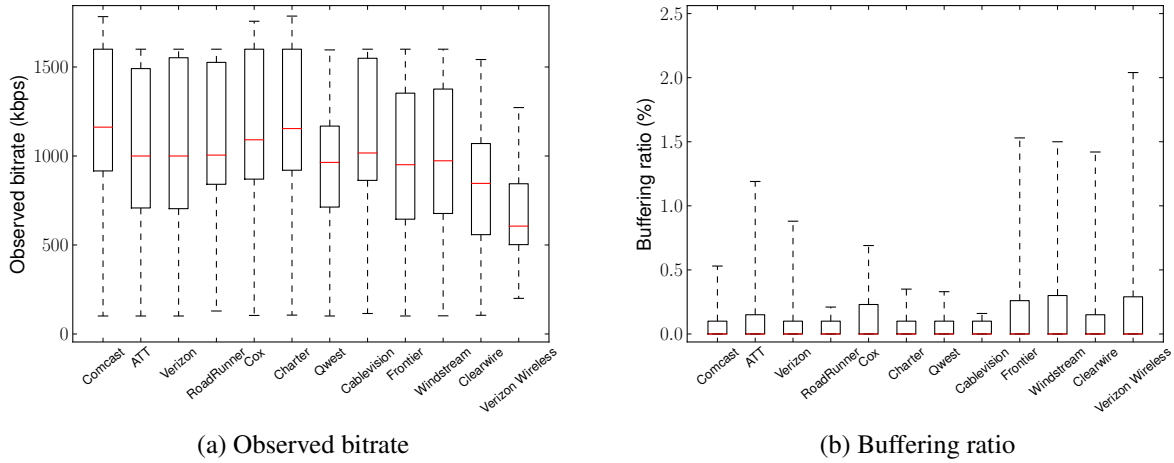 Observed bitrate (kbps)
1500
1000
500
0
Comcast
ATT
Verizon
RoadRunner
Cox
Charter
Qwest
Cablevision
Frontier
Windstream
Clearwire
Verizon Wireless
(a) Observed bitrate
Buffering ratio (%)
2.5
2.0
1.5
1.0
0.5
0.0
Comcast
ATT
Verizon
RoadRunner
Cox
Charter
Qwest
Cablevision
Frontier
Windstream
Clearwire
Verizon Wireless
(b) Buffering ratio